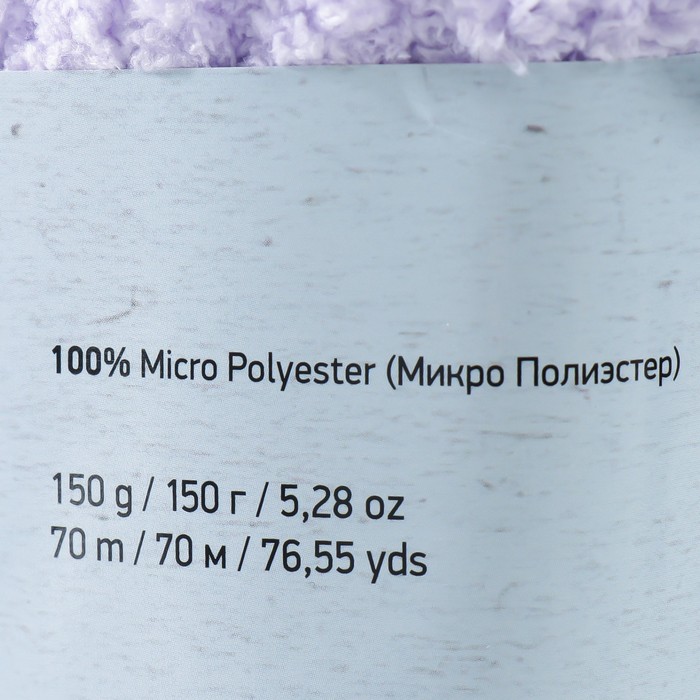 100% Micro Polyester (Микро Полиэстер)
150 g / 150 г / 5,28 oz
70 m / 70 м / 76,55 yds